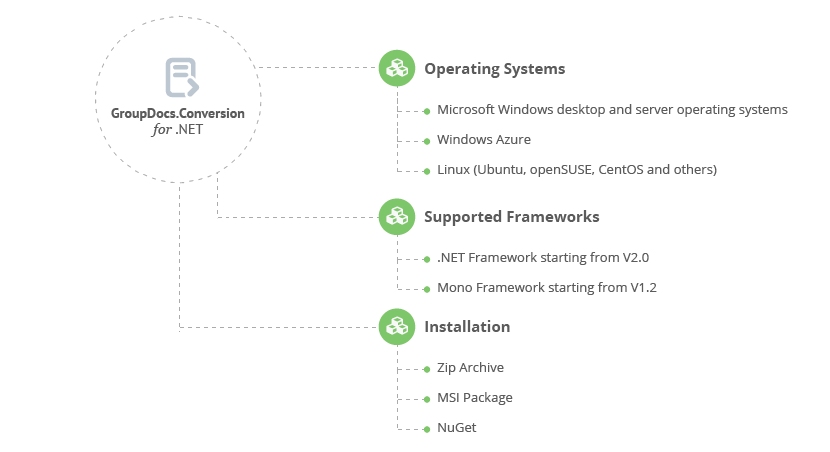 GroupDocs.Conversion
for .NET
Operating Systems
Microsoft Windows desktop and server operating systems
Windows Azure
Linux (Ubuntu, openSUSE, CentOS and others)
Supported Frameworks
.NET Framework starting from V2.0
Mono Framework starting from V1.2
Installation
Zip Archive
MSI Package
NuGet